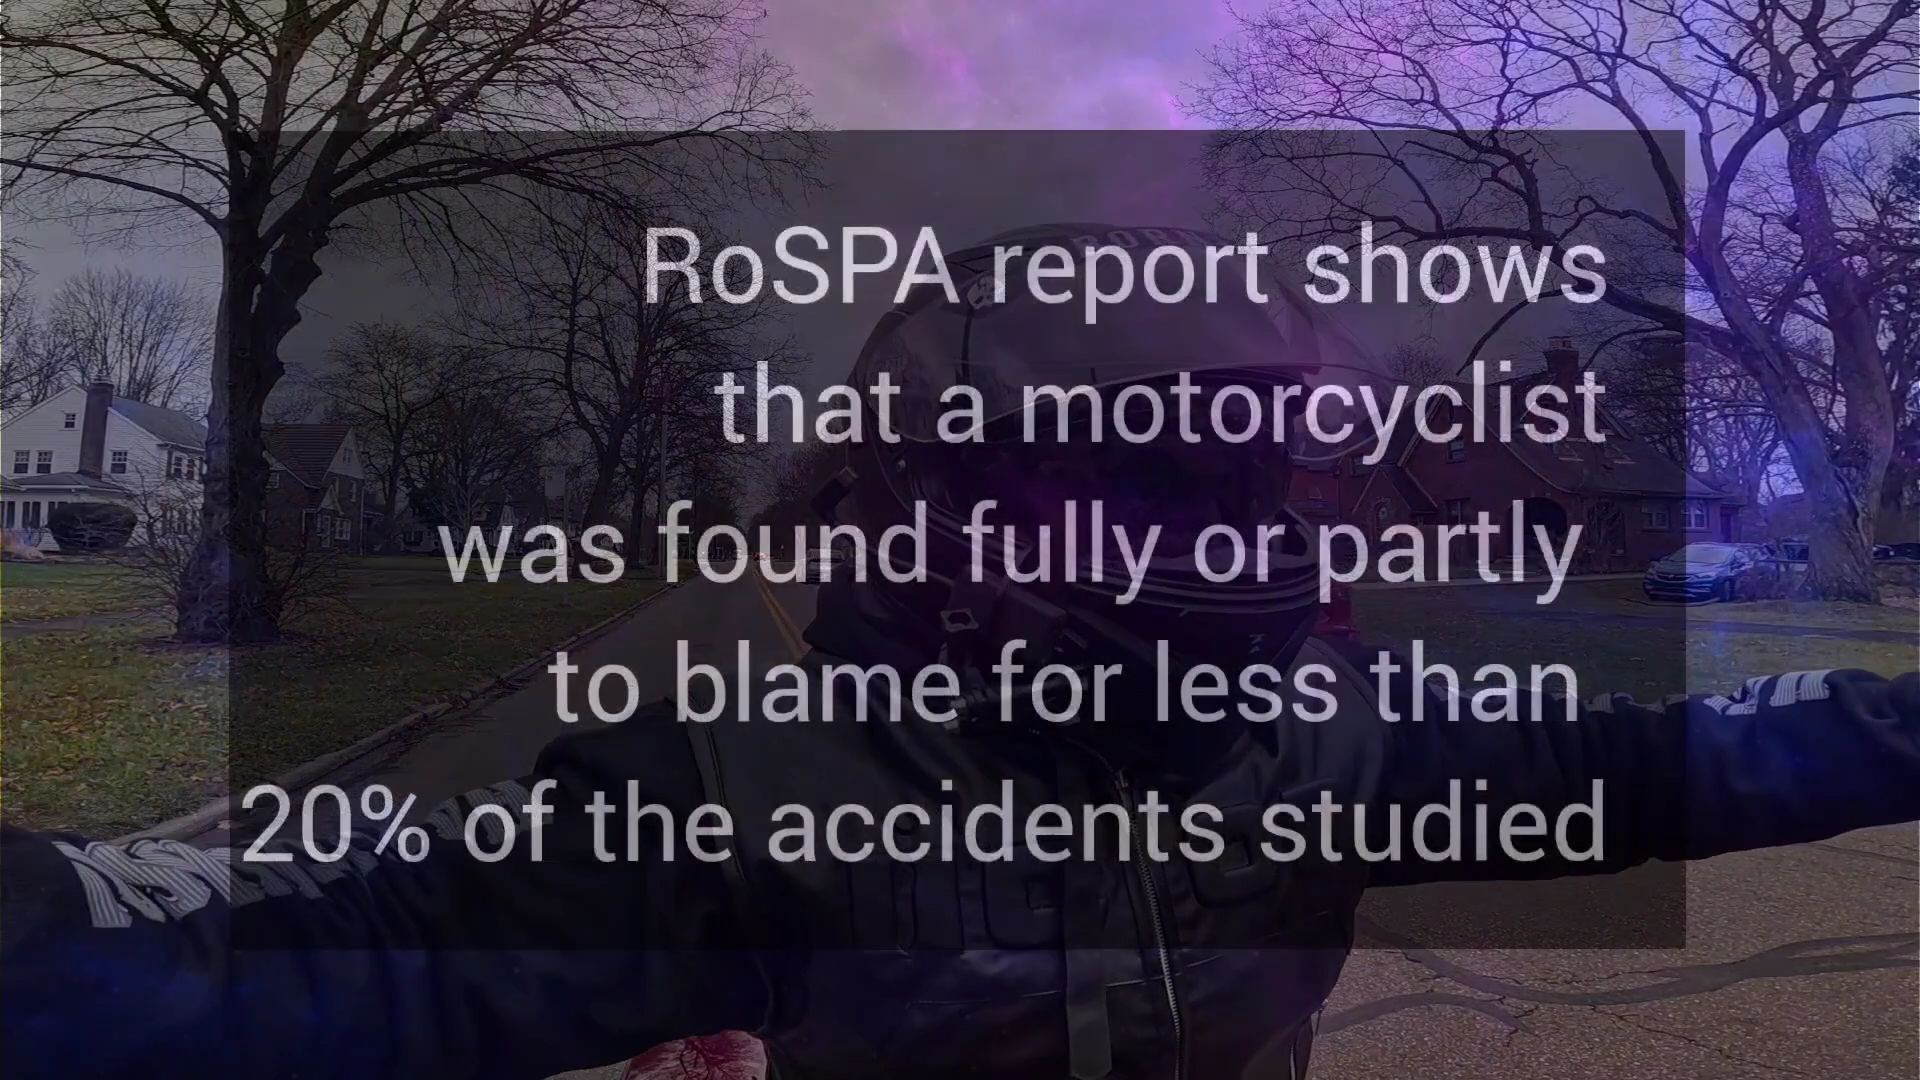 RoSPA report shows
that a motorcyclist
was found fully or partly
to blame for less than
20% of the accidents studied